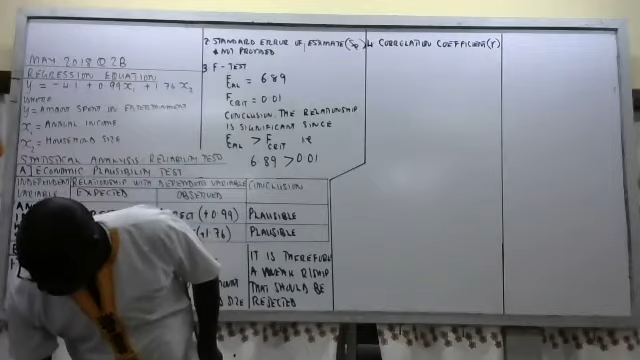 MAY 2018 Q 2B
REGRESSION EQUATION
y = -4.1 + 0.99x₁ + 1.76x₂
WHERE
y = AMOUNT SPENT IN ENTERTAINMENT
x₁ = ANNUAL INCOME
x₂ = HOUSEHOLD SIZE
STATISTICAL ANALYSIS: RELIABILITY TEST
A] ECONOMIC PLAUSIBILITY TEST
INDEPENDENT VARIABLE
RELATIONSHIP WITH DEPENDENT VARIABLE
CONCLUSION
EXPECTED
OBSERVED
(+0.99)
PLAUSIBLE
+1.76)
PLAUSIBLE
IT IS THEREFORE
A WEAK R/SHIP
THAT SHOULD BE
REJECTED
2 STANDARD ERROR OF ESTIMATE
* NOT PROVIDED
3 F-TEST
FCAL = 6.89
FCRIT = 0.01
CONCLUSION. THE RELATIONSHIP
IS SIGNIFICANT SINCE
FCAL > FCRIT ie
6.89 > 0.01
4 CORRELATION COEFFICIENT (r)